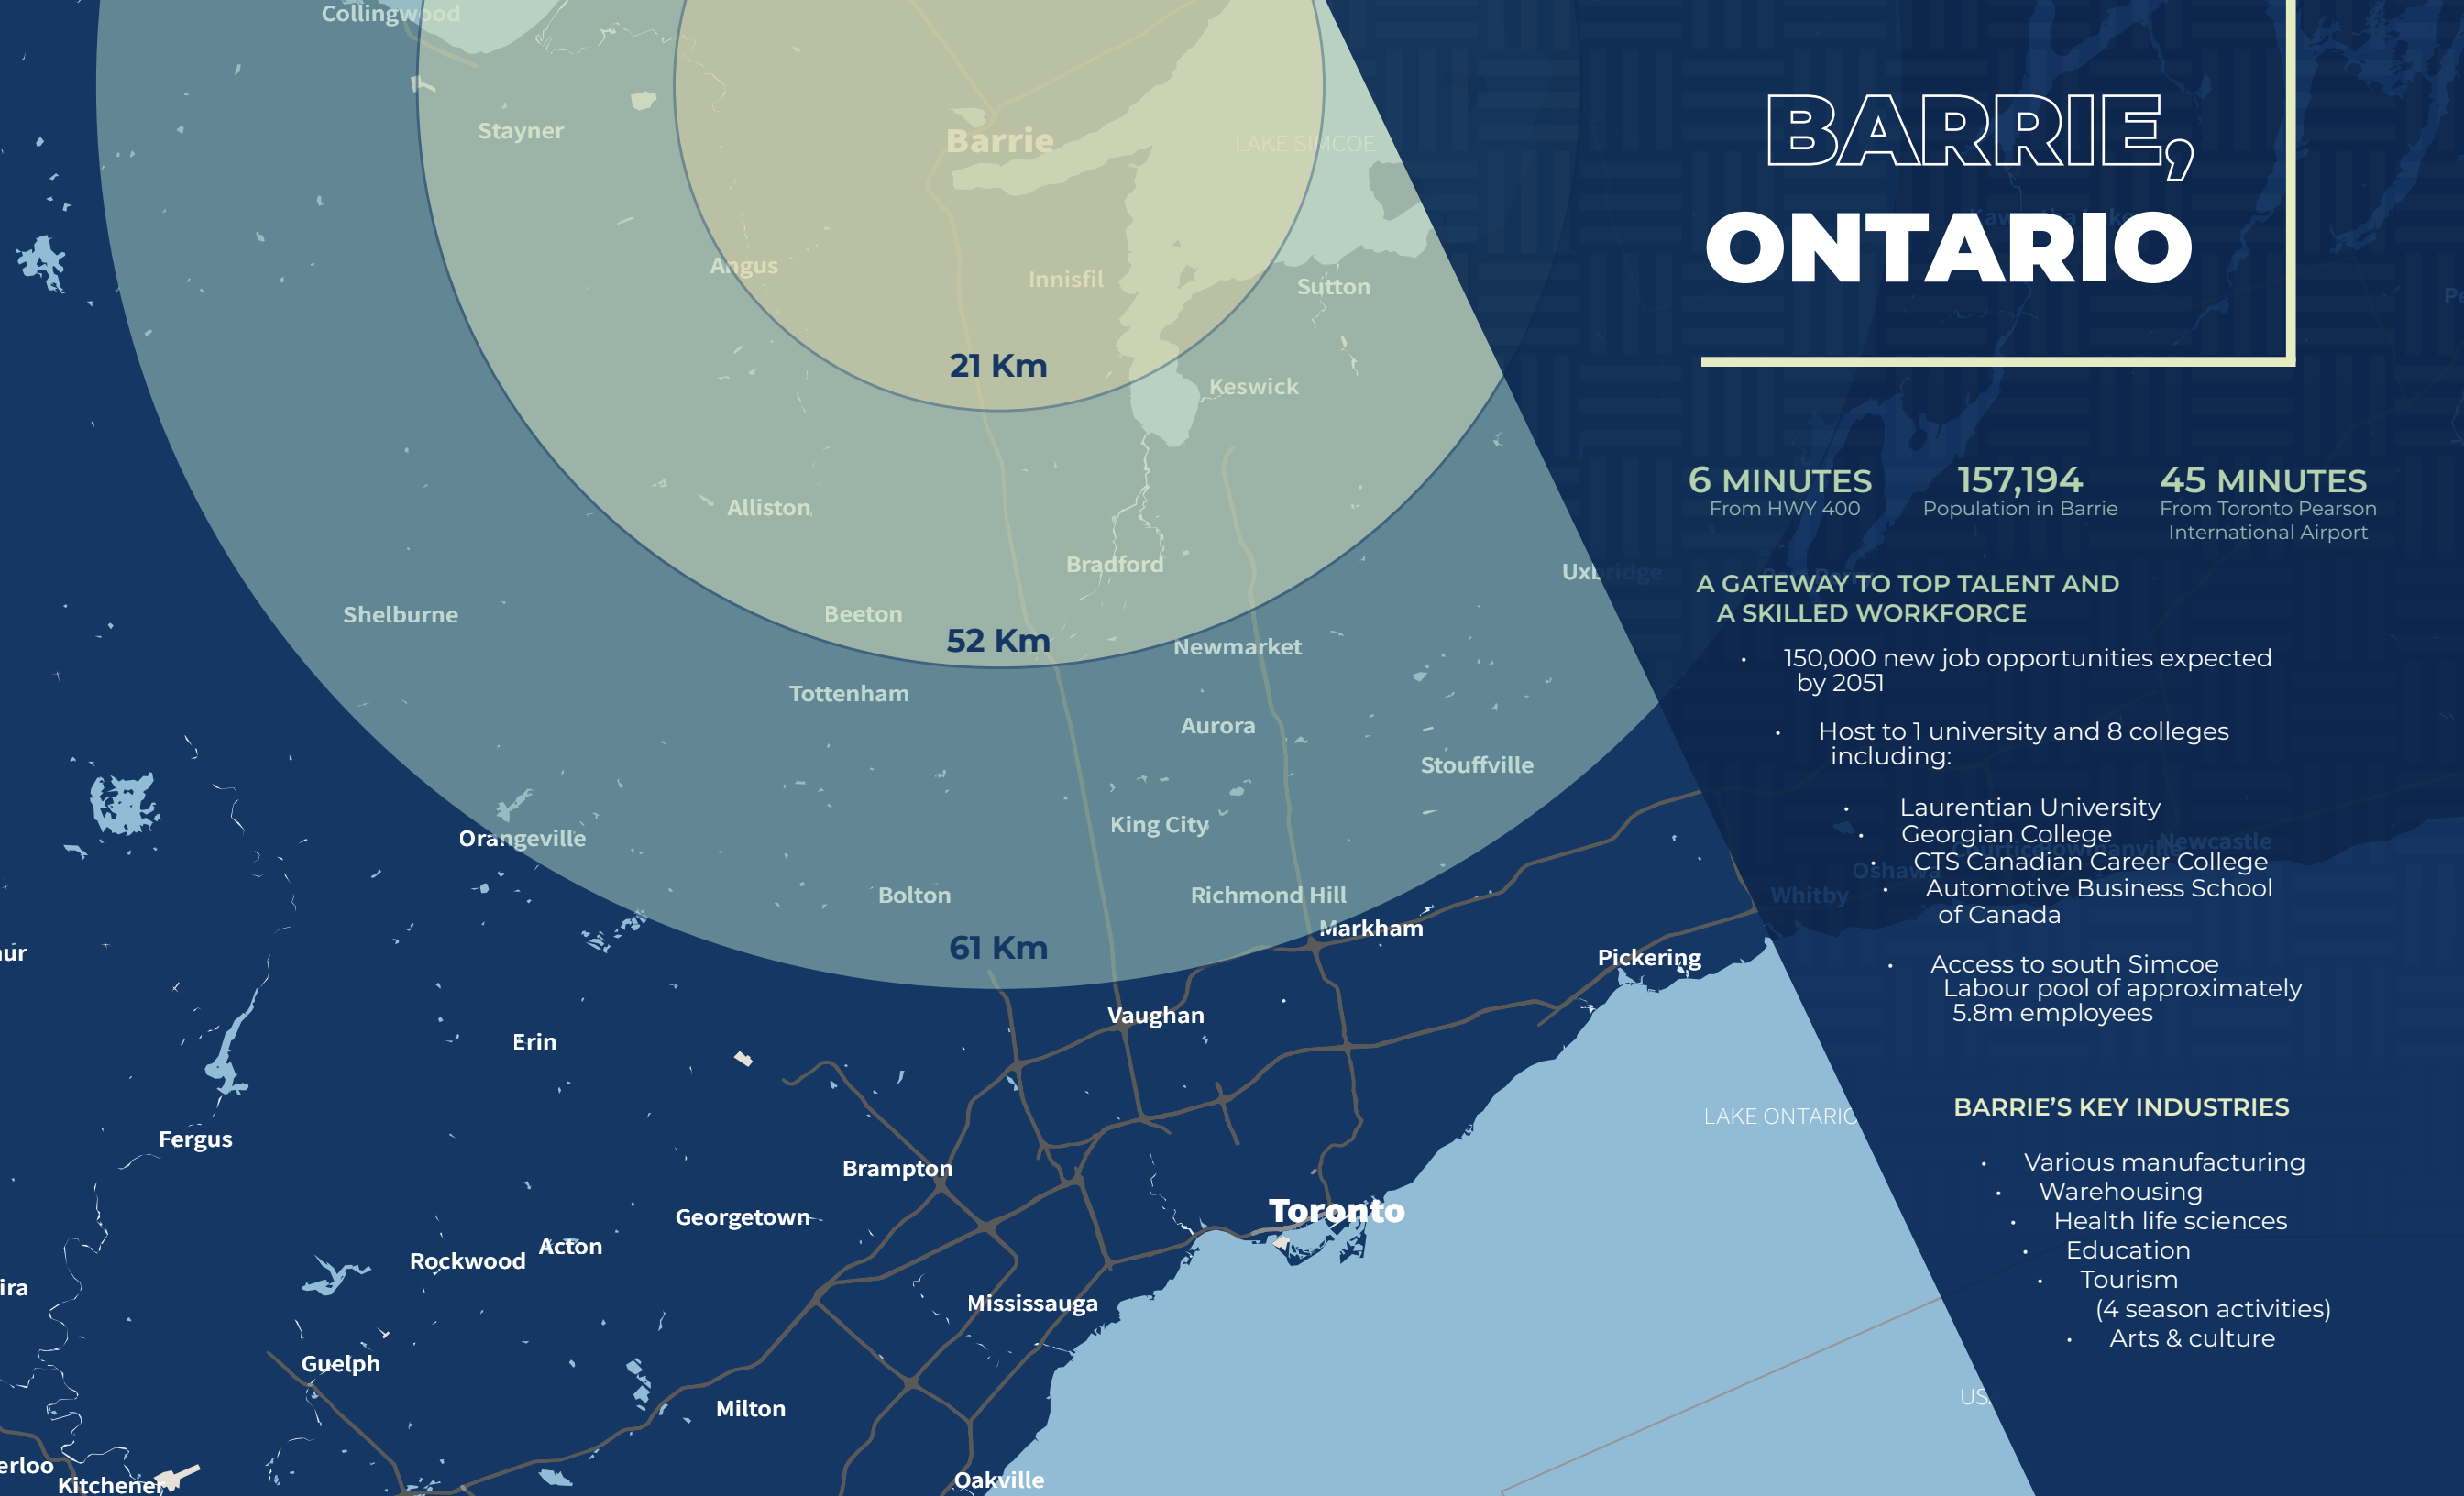 Collingwood
Stayner
Barrie
LAKE SIMCOE
Angus
Innisfil
Sutton
21 Km
Keswick
Alliston
Bradford
Uxbridge
Shelburne
Beeton
52 Km
Newmarket
Tottenham
Aurora
Stouffville
King City
Orangeville
Bolton
Richmond Hill
Markham
61 Km
Pickering
Vaughan
Erin
LAKE ONTARIO
Fergus
Brampton
Toronto
Georgetown
Acton
Rockwood
Mississauga
Guelph
Milton
Oakville
Kitchener
BARRIE,
ONTARIO
6 MINUTES
From HWY 400
157,194
Population in Barrie
45 MINUTES
From Toronto Pearson
International Airport
A GATEWAY TO TOP TALENT AND
A SKILLED WORKFORCE
• 150,000 new job opportunities expected
by 2051
• Host to 1 university and 8 colleges
including:
• Laurentian University
• Georgian College
• CTS Canadian Career College
• Automotive Business School
of Canada
Newcastle
Oshawa
Whitby
• Access to south Simcoe
Labour pool of approximately
5.8m employees
BARRIE’S KEY INDUSTRIES
• Various manufacturing
• Warehousing
• Health life sciences
• Education
• Tourism
(4 season activities)
• Arts & culture